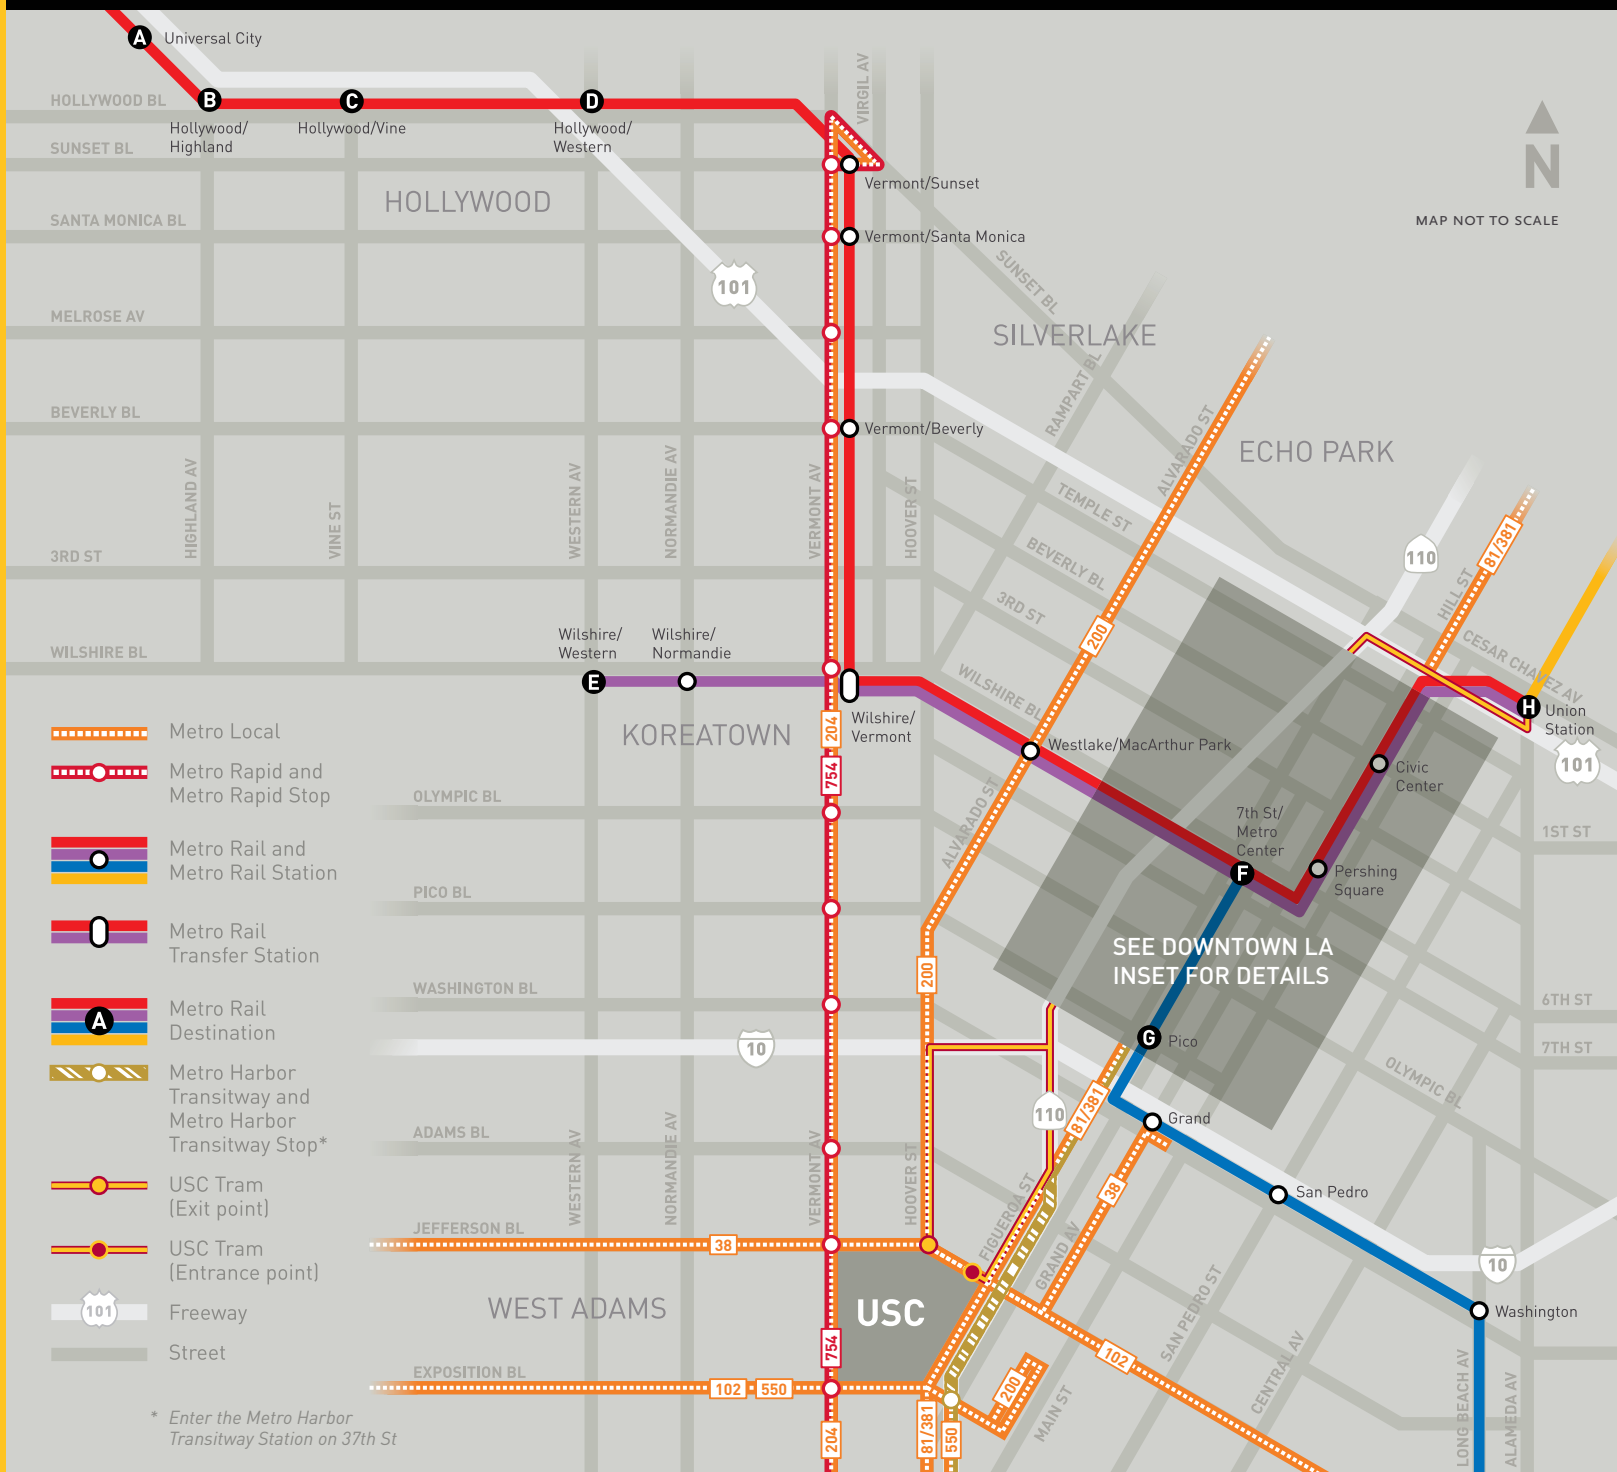 A
Universal City
HOLLYWOOD BL
B
C
D
Hollywood/
Highland
Hollywood/Vine
Hollywood/
Western
VIRGIL AV
SUNSET BL
HOLLYWOOD
Vermont/Sunset
N
MAP NOT TO SCALE
SANTA MONICA BL
Vermont/Santa Monica
SUNSET BL
101
MELROSE AV
SILVERLAKE
RAMPART BL
BEVERLY BL
Vermont/Beverly
ALVARADO ST
ECHO PARK
HIGHLAND AV
VINE ST
WESTERN AV
NORMANDIE AV
VERMONT AV
HOOVER ST
TEMPLE ST
BEVERLY BL
3RD ST
3RD ST
110
81/381
HILL ST
CESAR CHAVEZ AV
200
WILSHIRE BL
Wilshire/
Western
Wilshire/
Normandie
E
WILSHIRE BL
KOREATOWN
204
754
Wilshire/
Vermont
Westlake/MacArthur Park
H
Union
Station
101
Civic
Center
Metro Local
Metro Rapid and
Metro Rapid Stop
OLYMPIC BL
ALVARADO ST
7th St/
Metro
Center
F
Pershing
Square
1ST ST
Metro Rail and
Metro Rail Station
PICO BL
Metro Rail
Transfer Station
SEE DOWNTOWN LA
INSET FOR DETAILS
200
WASHINGTON BL
6TH ST
7TH ST
A
Metro Rail
Destination
10
G
Pico
OLYMPIC BL
Metro Harbor
Transitway and
Metro Harbor
Transitway Stop*
110
81/381
Grand
ADAMS BL
WESTERN AV
NORMANDIE AV
VERMONT AV
HOOVER ST
USC Tram
(Exit point)
38
San Pedro
JEFFERSON BL
38
FIGUEROA ST
GRAND AV
USC Tram
(Entrance point)
10
101
Freeway
WEST ADAMS
USC
SAN PEDRO ST
Washington
Street
754
102
CENTRAL AV
EXPOSITION BL
102
550
200
MAIN ST
LONG BEACH AV
ALAMEDA AV
* Enter the Metro Harbor
Transitway Station on 37th St
204
81/381
550